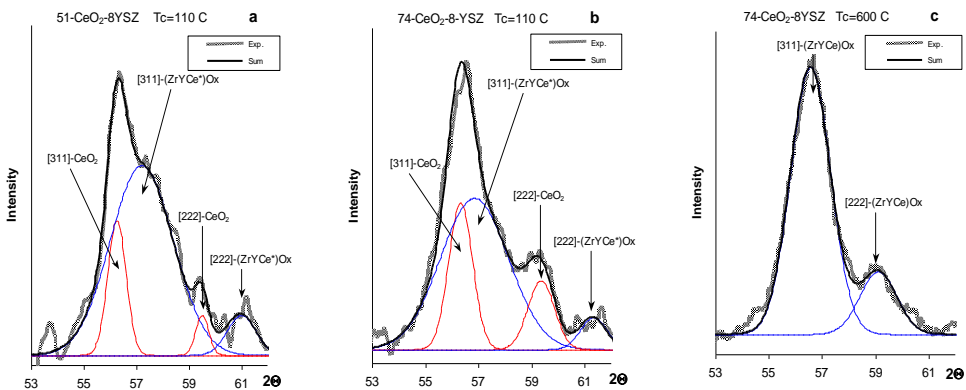 51-CeO₂-8YSZ Tc=110 C a
Exp.
Sum
[311]-(ZrYCe*)Ox
[311]-CeO₂
[222]-CeO₂
[222]-(ZrYCe*)Ox
Intensity
53 55 57 59 61 2Θ
74-CeO₂-8-YSZ Tc=110 C b
Exp.
Sum
[311]-(ZrYCe*)Ox
[311]-CeO₂
[222]-CeO₂
[222]-(ZrYCe*)Ox
Intensity
53 55 57 59 61 2Θ
74-CeO₂-8YSZ Tc=600 C c
[311]-(ZrYCe)Ox
Exp.
Sum
[222]-(ZrYCe)Ox
Intensity
53 55 57 59 61 2Θ